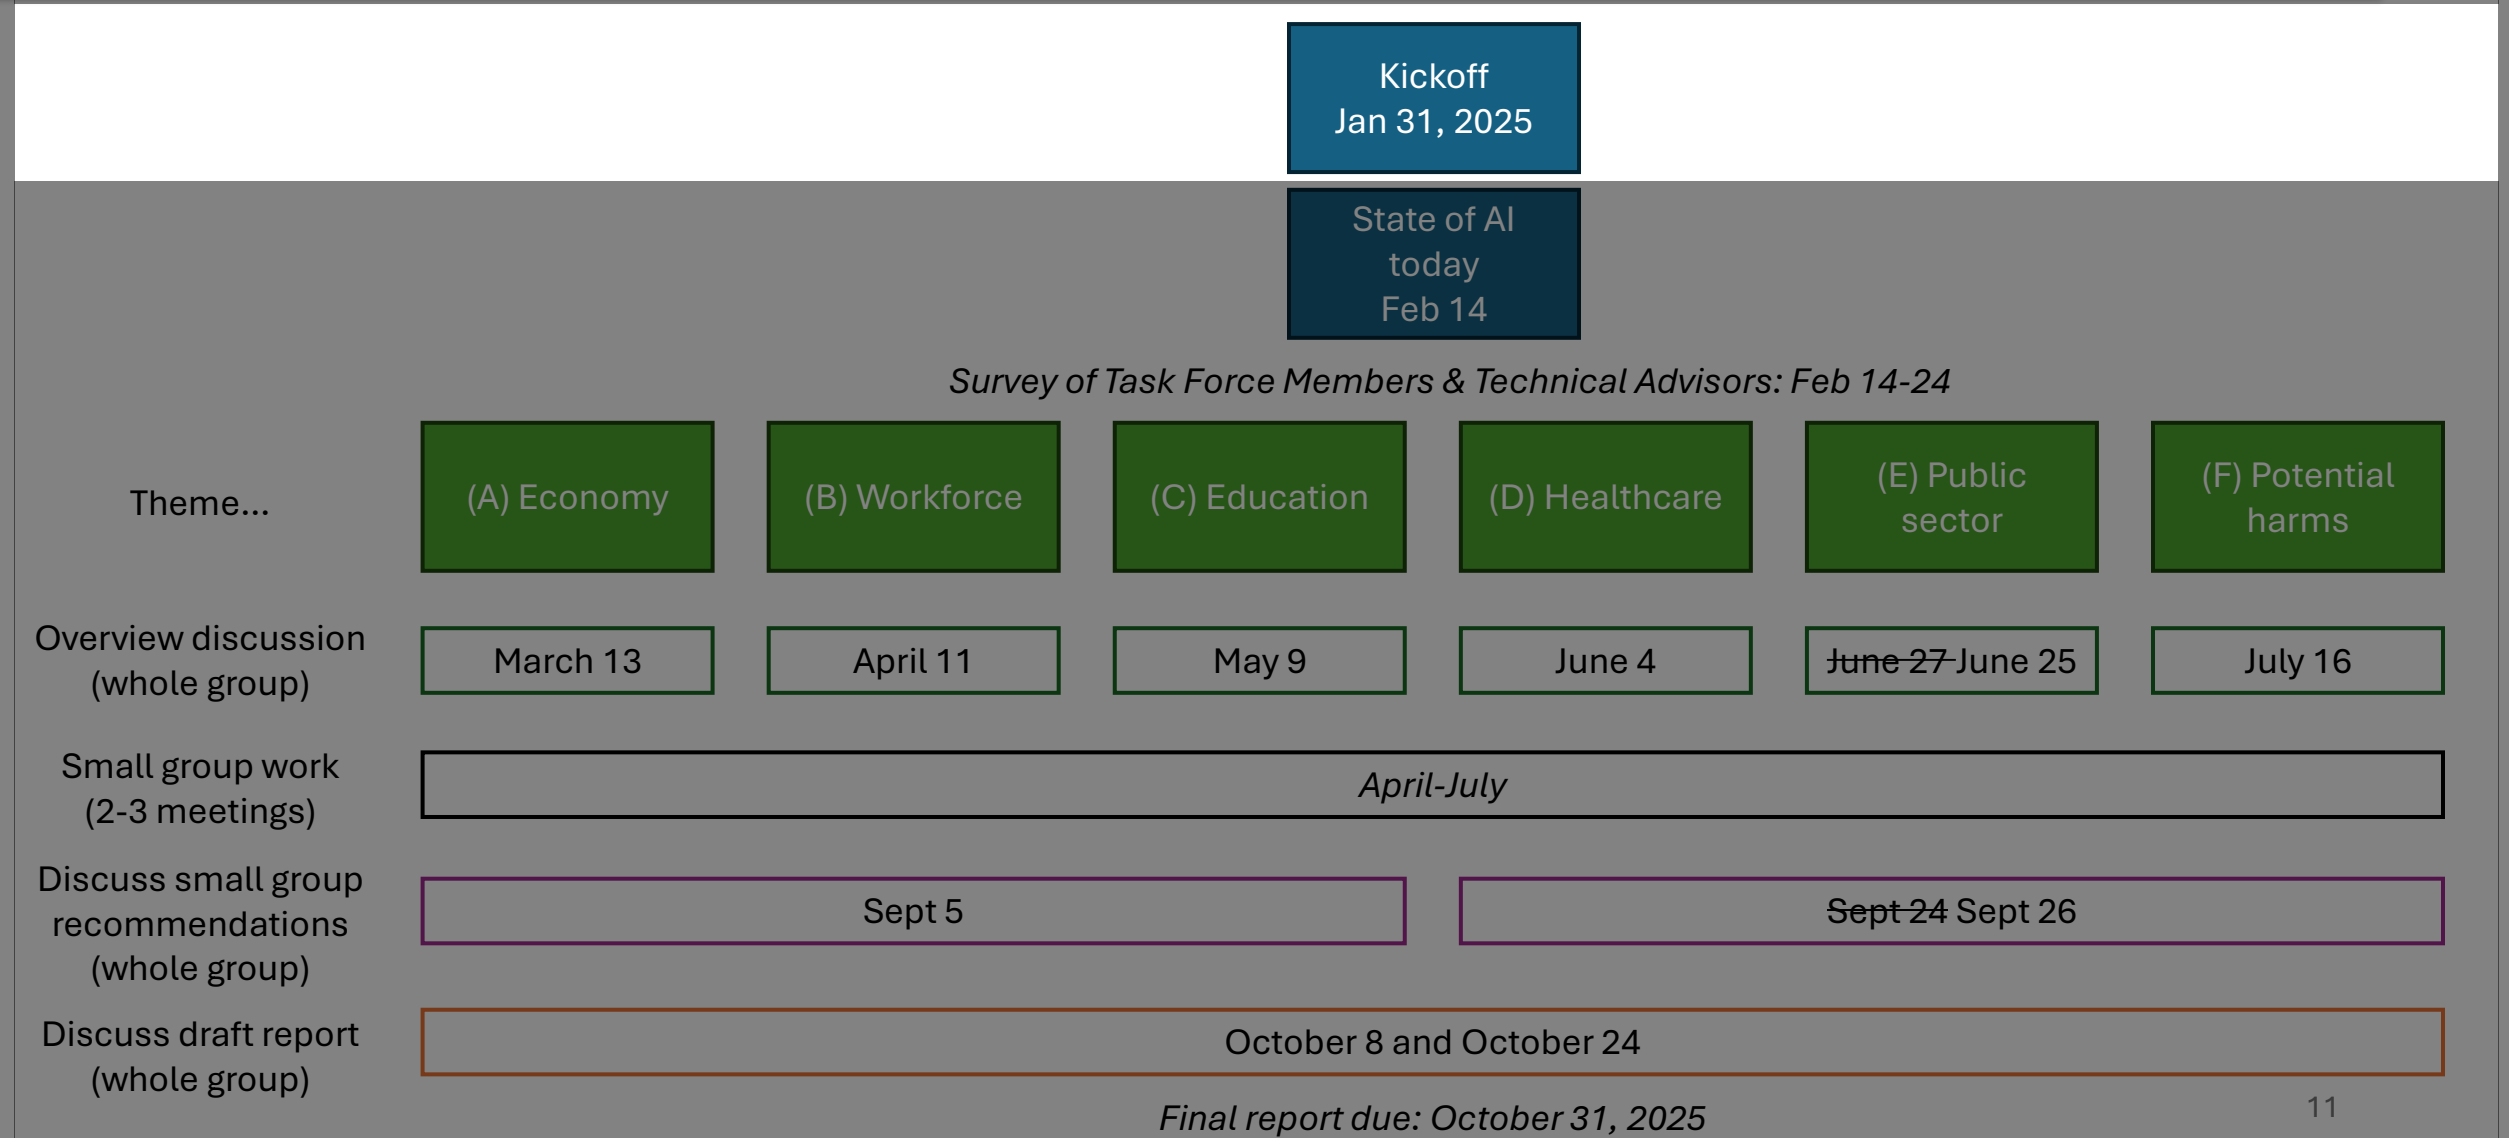 Kickoff
Jan 31, 2025
State of AI
today
Feb 14
Survey of Task Force Members & Technical Advisors: Feb 14-24
Theme...
(A) Economy
(B) Workforce
(C) Education
(D) Healthcare
(E) Public
sector
(F) Potential
harms
Overview discussion
(whole group)
March 13
April 11
May 9
June 4
June 27 June 25
July 16
Small group work
(2-3 meetings)
April-July
Discuss small group
recommendations
(whole group)
Sept 5
Sept 24 Sept 26
Discuss draft report
(whole group)
October 8 and October 24
Final report due: October 31, 2025
11